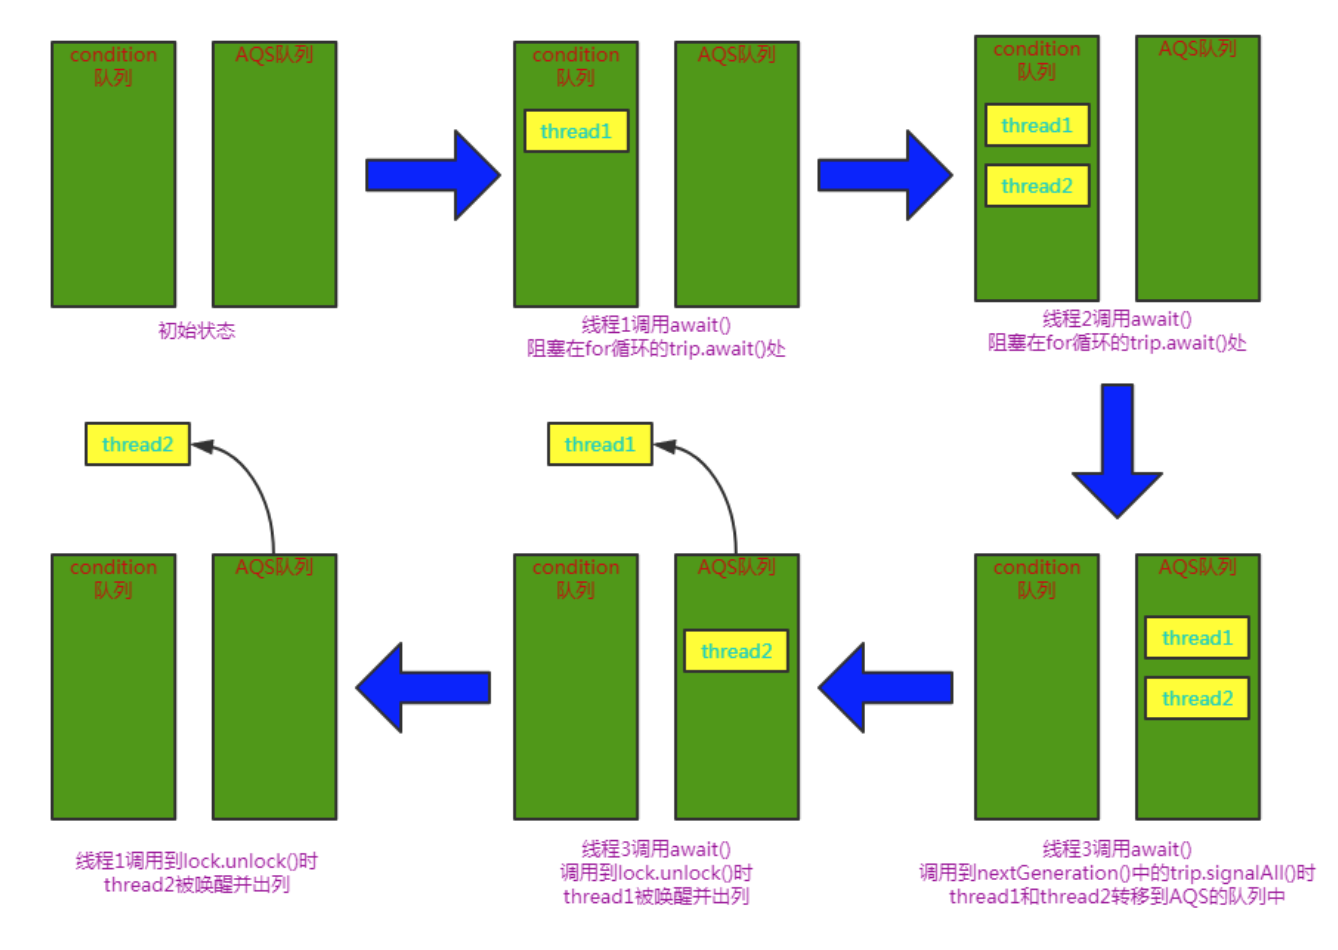 condition
队列
AQS队列
初始状态
condition
队列
AQS队列
thread1
线程1调用await()
阻塞在for循环的trip.await()处
condition
队列
AQS队列
thread1
thread2
线程2调用await()
阻塞在for循环的trip.await()处
condition
队列
AQS队列
thread1
thread2
线程3调用await()
调用到nextGeneration()中的trip.signalAll()时
thread1和thread2转移到AQS的队列中
thread1
condition
队列
AQS队列
thread2
线程3调用await()
调用到lock.unlock()时
thread1被唤醒并出列
thread2
condition
队列
AQS队列
线程1调用到lock.unlock()时
thread2被唤醒并出列